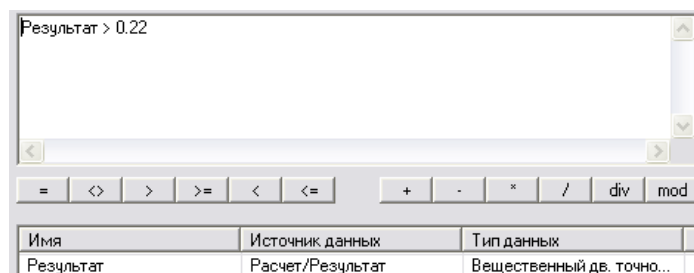 Результат > 0.22
= <> > >= < <= + - * / div mod
Имя Источник данных Тип данных
Результат Расчет/Результат Вещественный дв. точно...